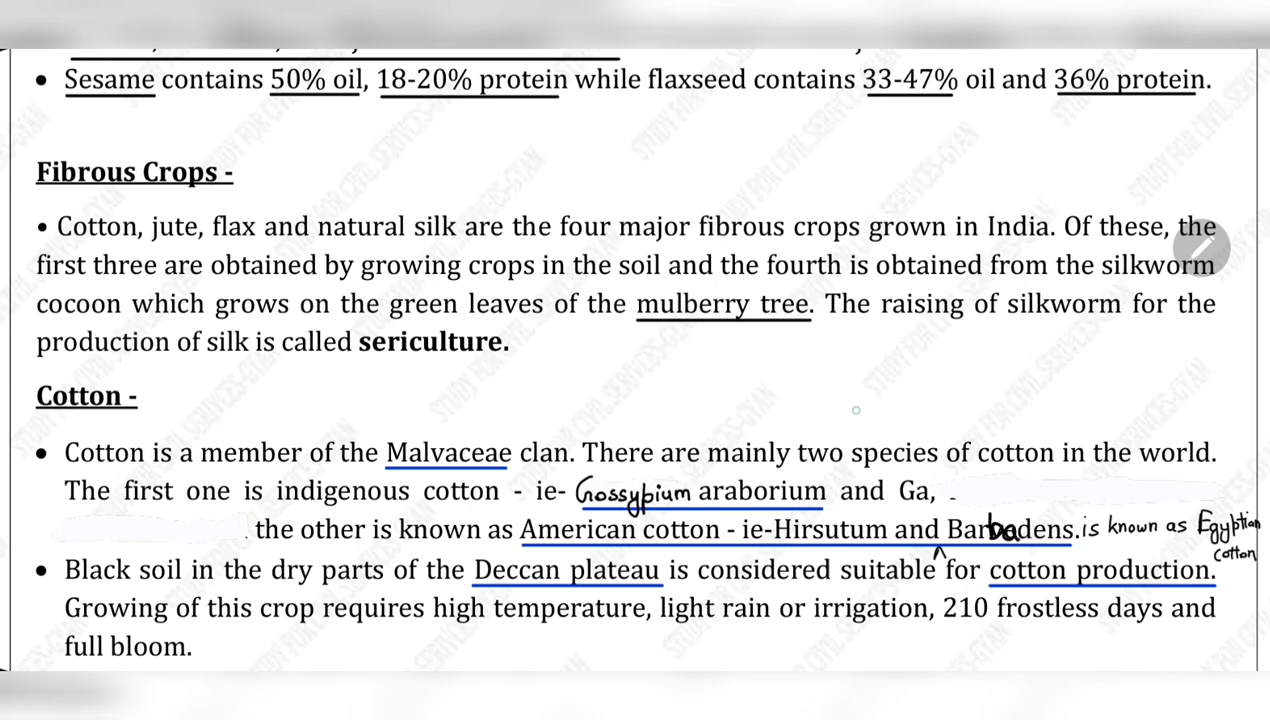 • Sesame contains 50% oil, 18-20% protein while flaxseed contains 33-47% oil and 36% protein.
Fibrous Crops -
• Cotton, jute, flax and natural silk are the four major fibrous crops grown in India. Of these, the
first three are obtained by growing crops in the soil and the fourth is obtained from the silkworm
cocoon which grows on the green leaves of the mulberry tree. The raising of silkworm for the
production of silk is called sericulture.
Cotton -
• Cotton is a member of the Malvaceae clan. There are mainly two species of cotton in the world.
The first one is indigenous cotton - ie- Gossypium araborium and Ga,
the other is known as American cotton - ie-Hirsutum and Barbadens. is known as Egyptian
cotton
• Black soil in the dry parts of the Deccan plateau is considered suitable for cotton production.
Growing of this crop requires high temperature, light rain or irrigation, 210 frostless days and
full bloom.
STUDY FOR CIVIL SERVICES-GYAN